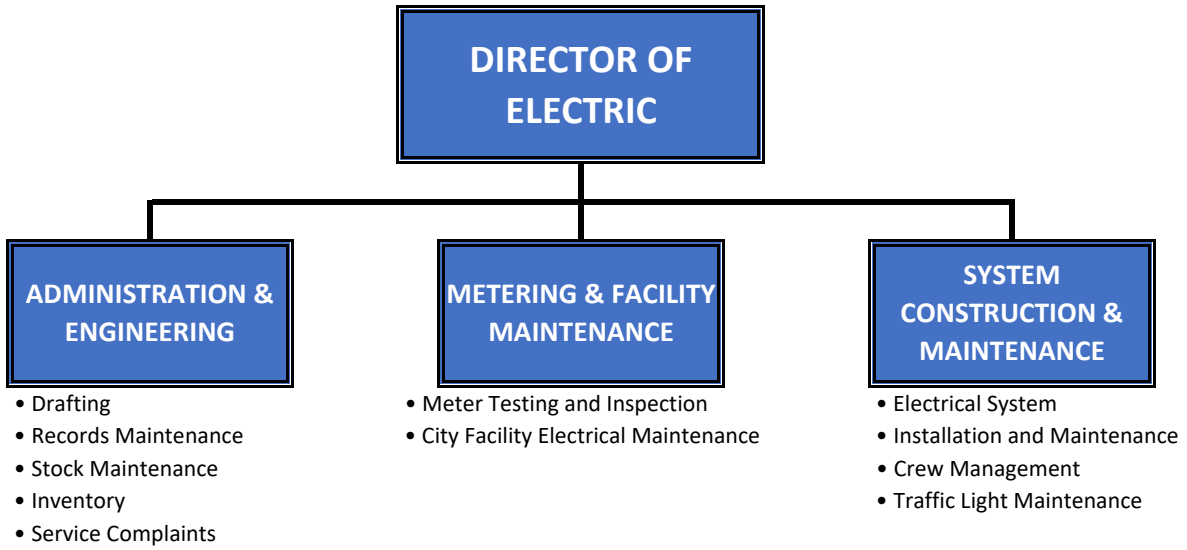 DIRECTOR OF
ELECTRIC
ADMINISTRATION &
ENGINEERING
• Drafting
• Records Maintenance
• Stock Maintenance
• Inventory
• Service Complaints
METERING & FACILITY
MAINTENANCE
• Meter Testing and Inspection
• City Facility Electrical Maintenance
SYSTEM
CONSTRUCTION &
MAINTENANCE
• Electrical System
• Installation and Maintenance
• Crew Management
• Traffic Light Maintenance